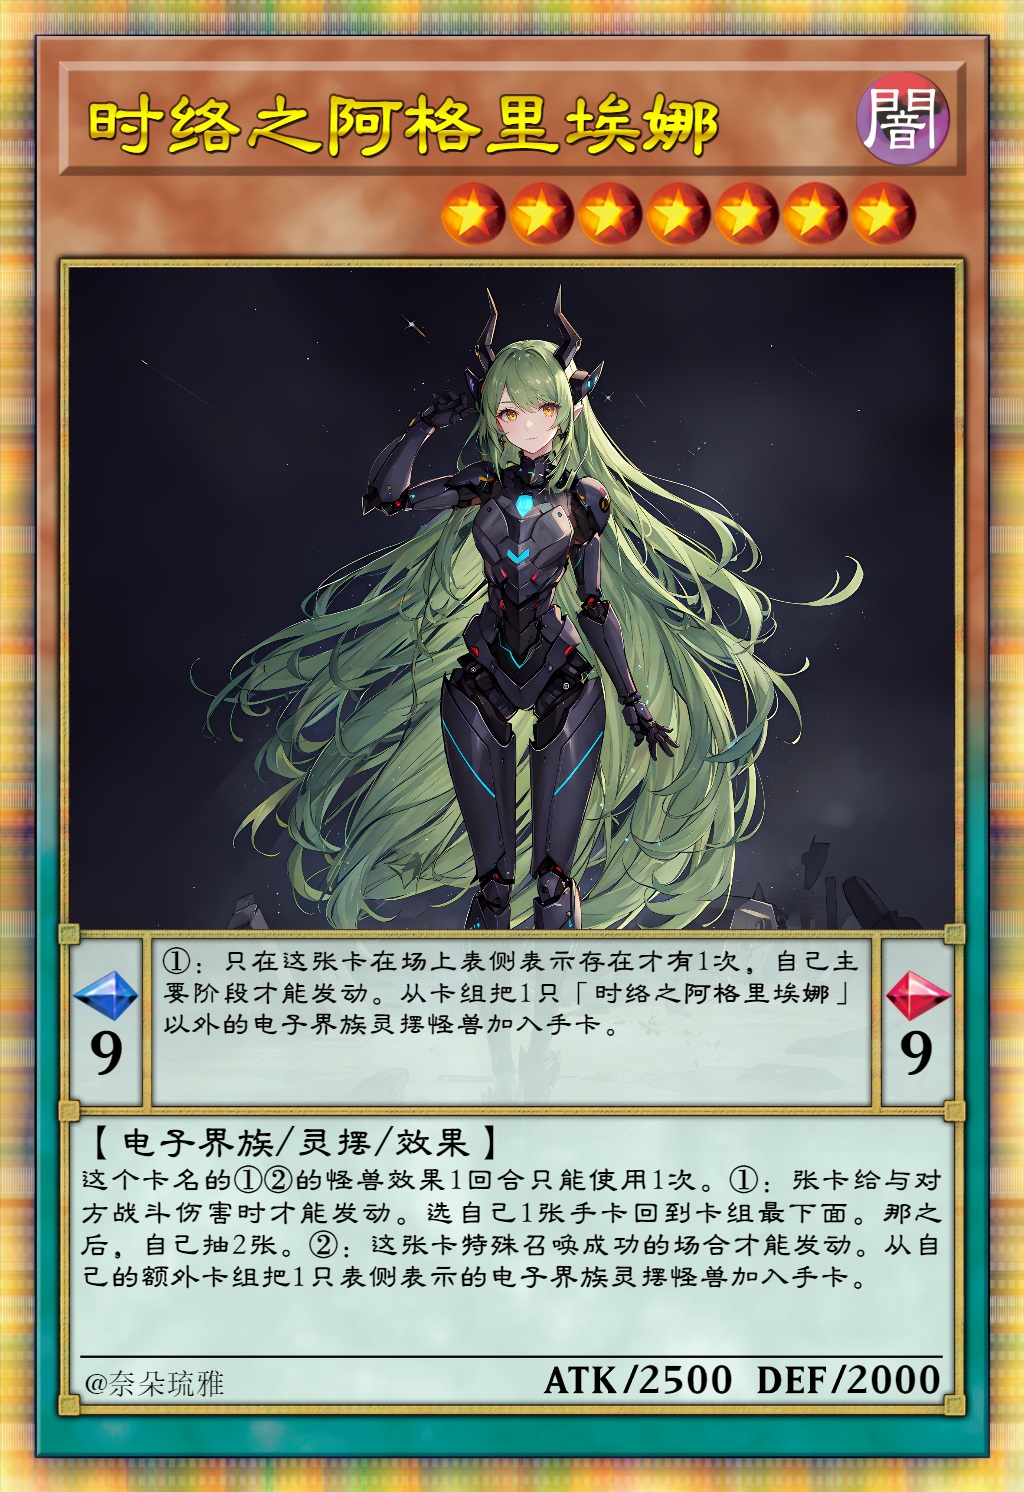 时络之阿格里埃娜
闇
①：只在这张卡在场上表侧表示存在才有1次，自己主
要阶段才能发动。从卡组把1只「时络之阿格里埃娜」
以外的电子界族灵摆怪兽加入手卡。
9
9
【电子界族/灵摆/效果】
这个卡名的①②的怪兽效果1回合只能使用1次。①：张卡给与对
方战斗伤害时才能发动。选自己1张手卡回到卡组最下面。那之
后，自己抽2张。②：这张卡特殊召唤成功的场合才能发动。从自
己的额外卡组把1只表侧表示的电子界族灵摆怪兽加入手卡。
@奈朵琉雅
ATK/2500 DEF/2000